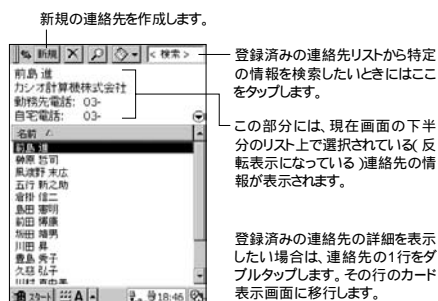 新規の連絡先を作成します。
新規
< 検索 >
前島 進
カシオ計算機株式会社
勤務先電話: 03-
自宅電話: 03-
名前
前島 進
榊原 哲司
風波野 末広
五行 新之助
倉掛 信二
島田 憲明
前田 博康
坂田 靖男
川田 昇
豊島 秀子
久慈 弘子
川村 真由美
スタート
A
18:46
登録済みの連絡先リストから特定
の情報を検索したいときにはここ
をタップします。
この部分には、現在画面の下半
分のリスト上で選択されている(反
転表示になっている)連絡先の情
報が表示されます。
登録済みの連絡先の詳細を表示
したい場合は、連絡先の1行をダ
ブルタップします。その行のカード
表示画面に移行します。